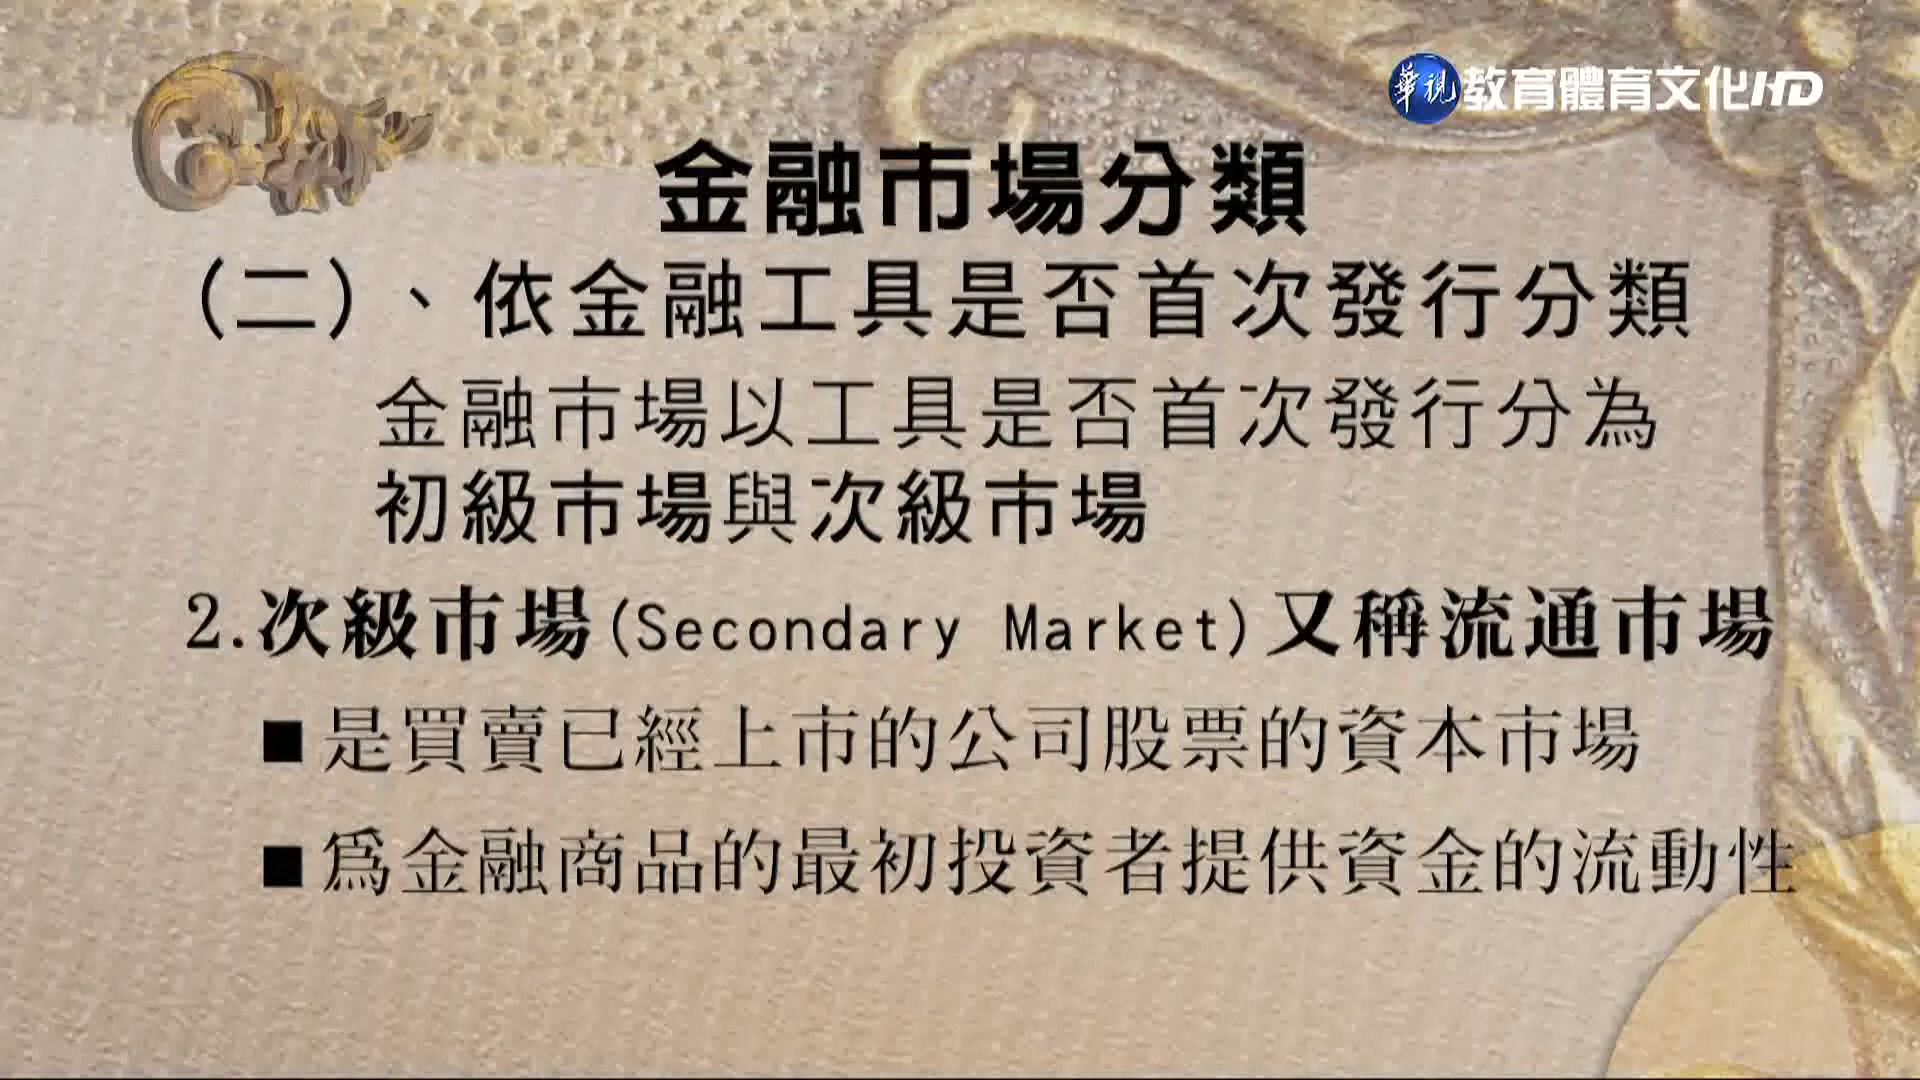 華視教育體育文化HD
金融市場分類
(二)、依金融工具是否首次發行分類
金融市場以工具是否首次發行分為
初級市場與次級市場
2.次級市場(Secondary Market)又稱流通市場
■是買賣已經上市的公司股票的資本市場
■爲金融商品的最初投資者提供資金的流動性